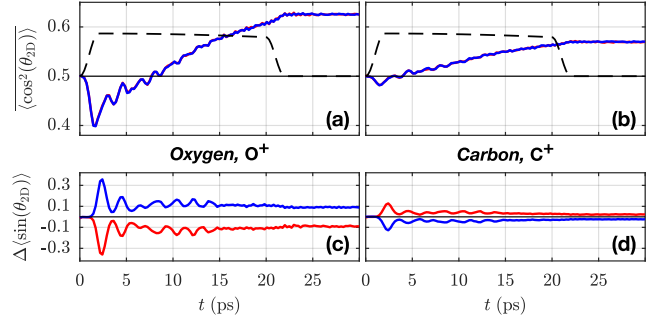 ⟨cos²(θ₂D)⟩
0.6
0.5
0.4
(a)
(b)
Oxygen, O⁺
Carbon, C⁺
Δ⟨sin(θ₂D)⟩
0.3
0.1
-0.1
-0.3
(c)
(d)
0 5 10 15 20 25
0 5 10 15 20 25
t (ps)
t (ps)